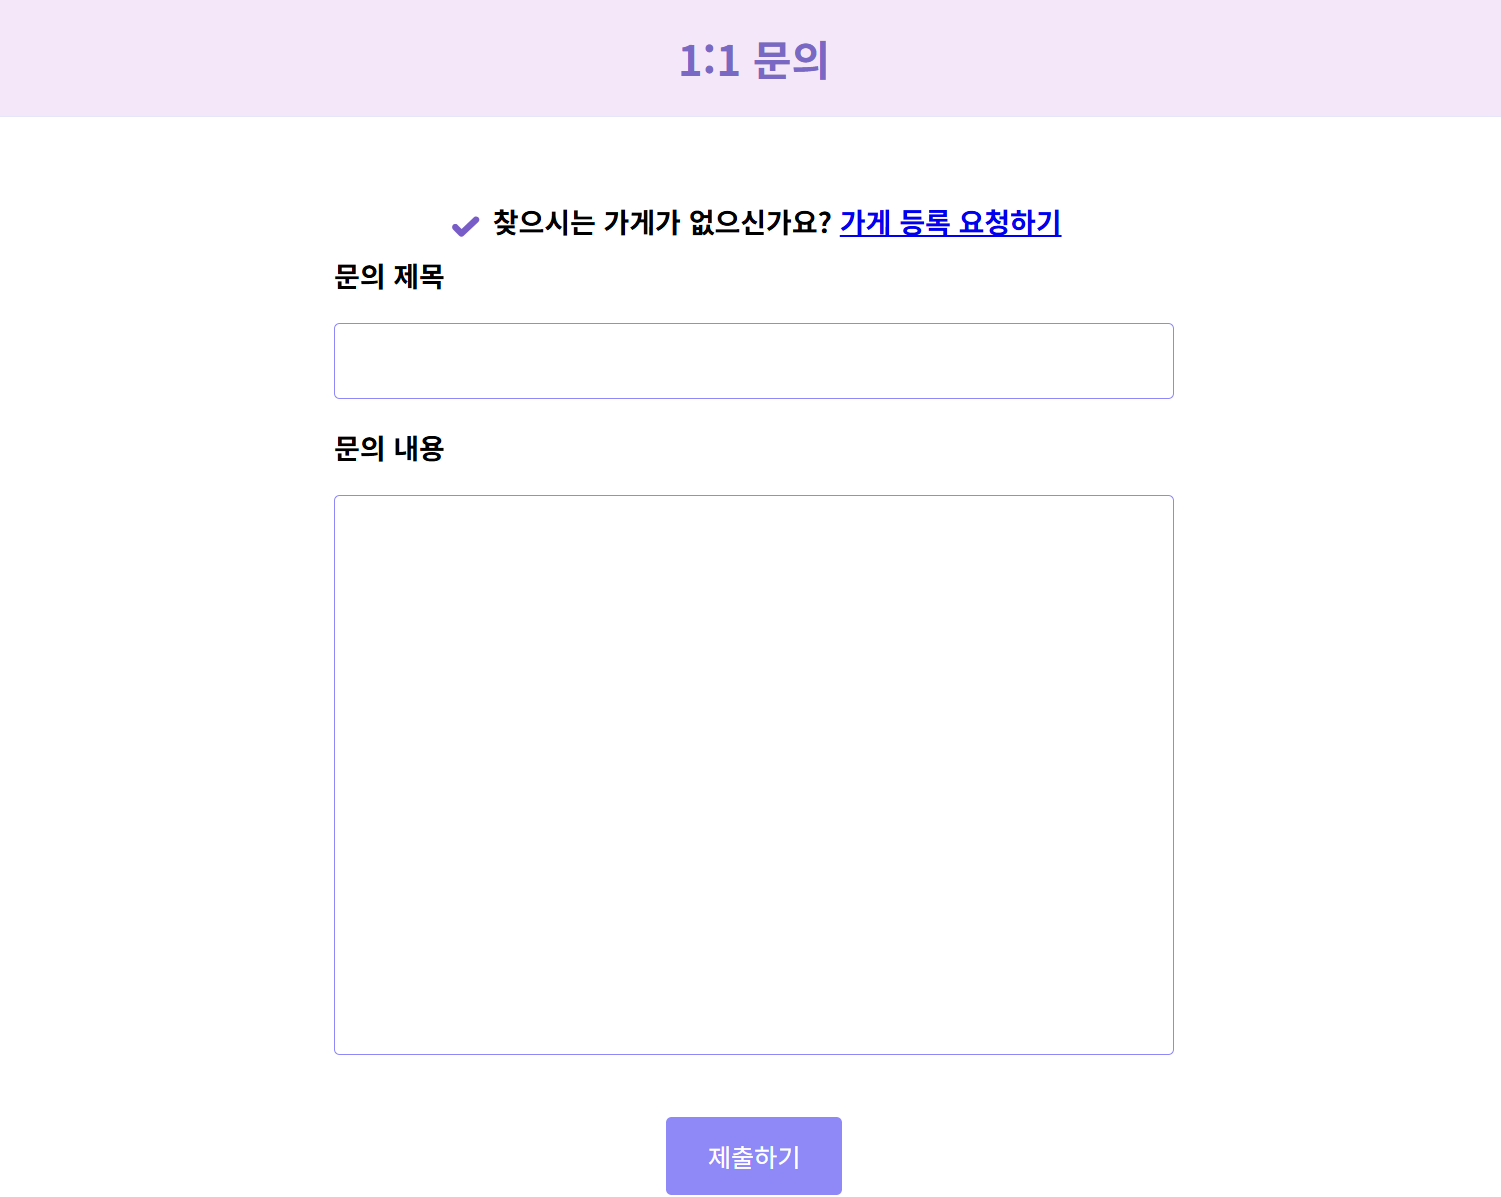 1:1 문의
찾으시는 가게가 없으신가요? 가게 등록 요청하기
문의 제목
문의 내용
제출하기